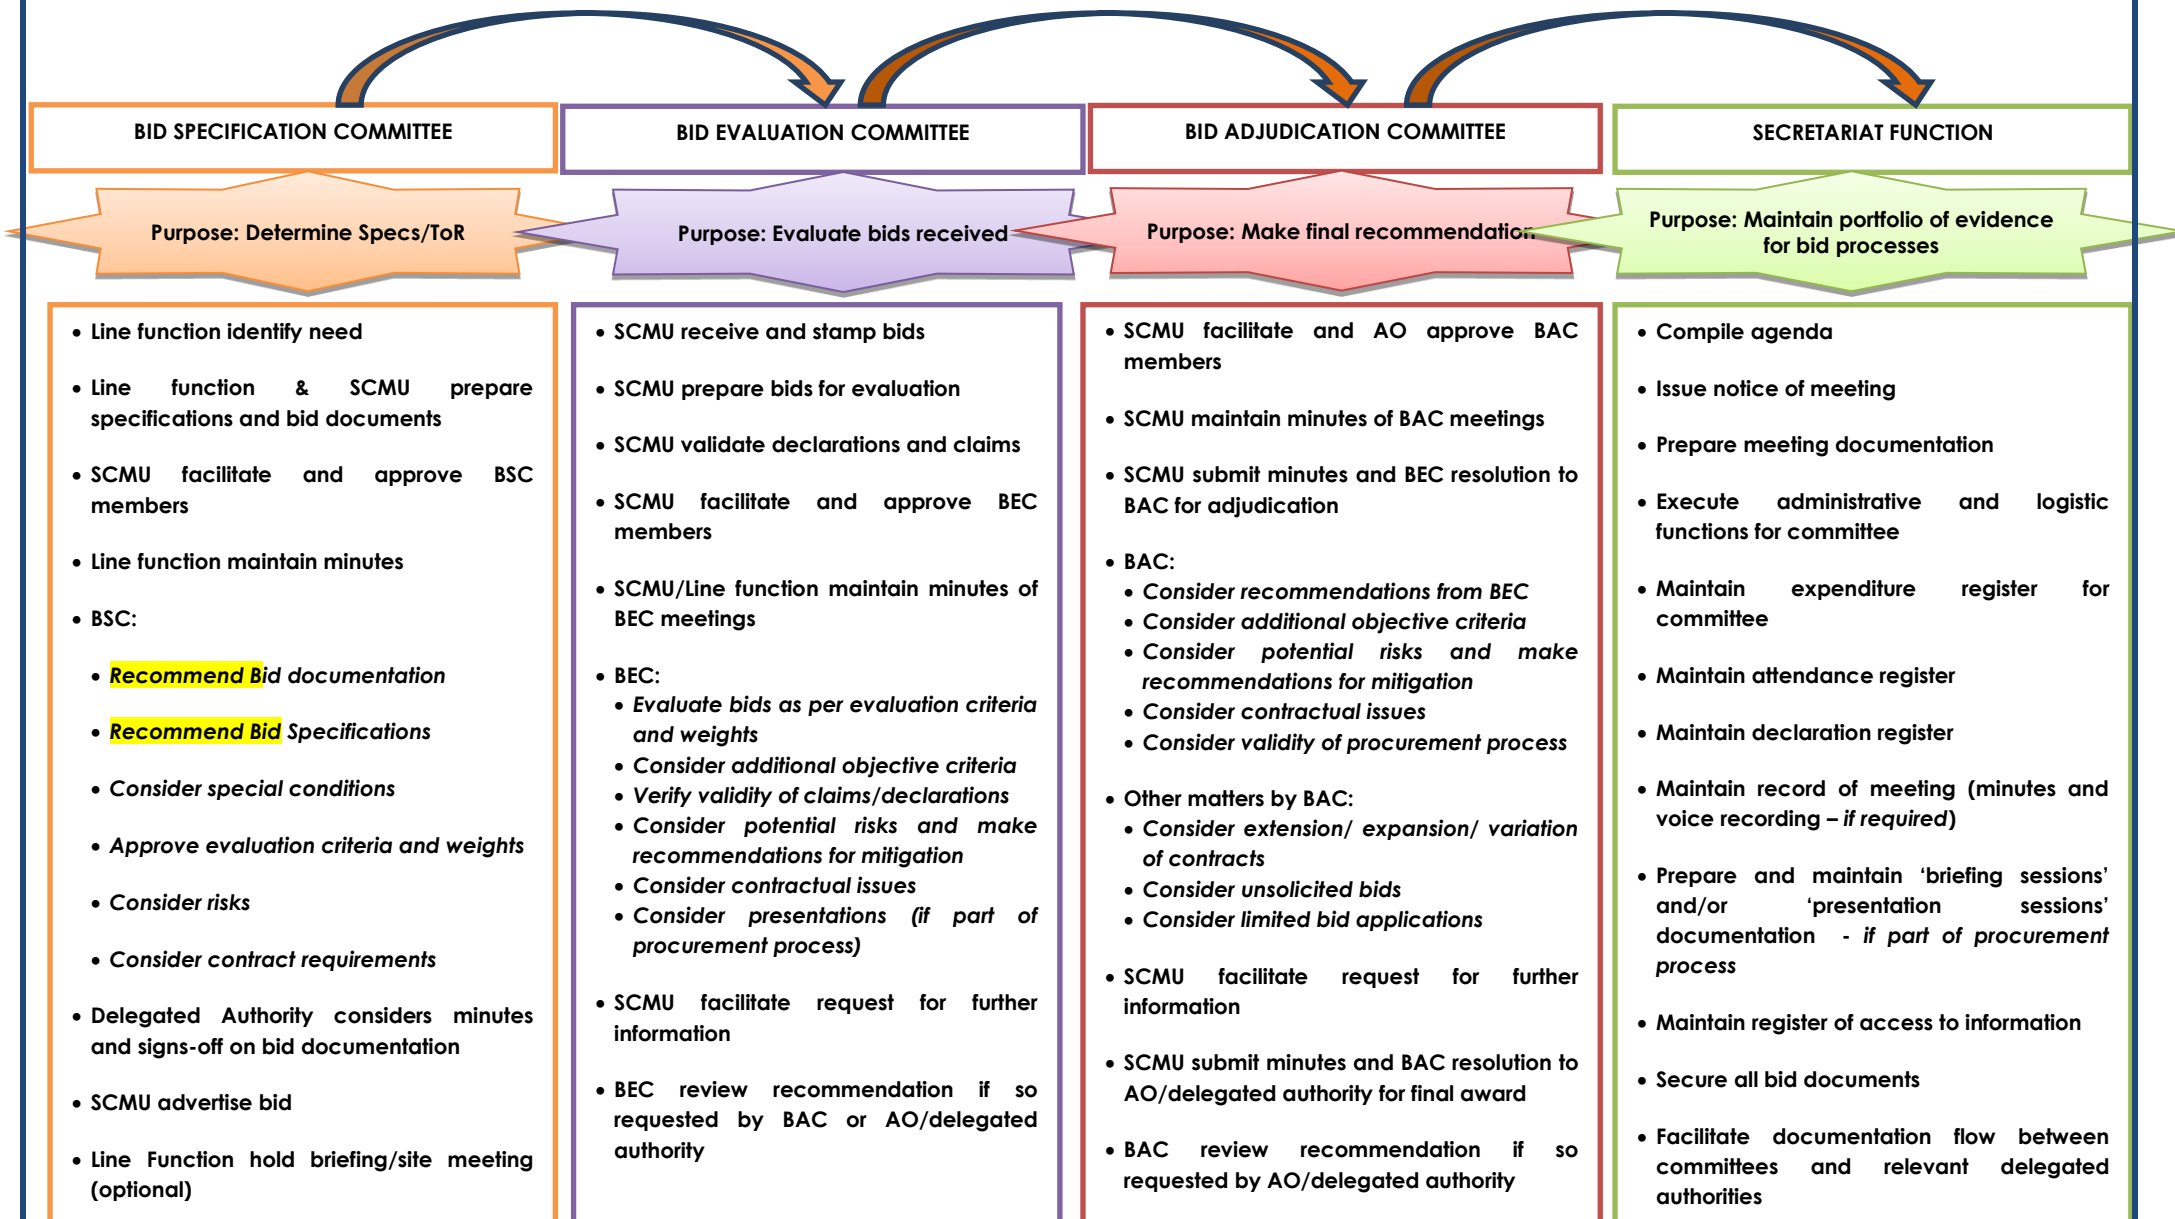 BID SPECIFICATION COMMITTEE
Purpose: Determine Specs/ToR
• Line function identify need
• Line function & SCMU prepare
specifications and bid documents
• SCMU facilitate and approve BSC
members
• Line function maintain minutes
• BSC:
• Recommend Bid documentation
• Recommend Bid Specifications
• Consider special conditions
• Approve evaluation criteria and weights
• Consider risks
• Consider contract requirements
• Delegated Authority considers minutes
and signs-off on bid documentation
• SCMU advertise bid
• Line Function hold briefing/site meeting
(optional)
BID EVALUATION COMMITTEE
Purpose: Evaluate bids received
• SCMU receive and stamp bids
• SCMU prepare bids for evaluation
• SCMU validate declarations and claims
• SCMU facilitate and approve BEC
members
• SCMU/Line function maintain minutes of
BEC meetings
• BEC:
• Evaluate bids as per evaluation criteria
and weights
• Consider additional objective criteria
• Verify validity of claims/declarations
• Consider potential risks and make
recommendations for mitigation
• Consider contractual issues
• Consider presentations (if part of
procurement process)
• SCMU facilitate request for further
information
• BEC review recommendation if so
requested by BAC or AO/delegated
authority
BID ADJUDICATION COMMITTEE
Purpose: Make final recommendation
• SCMU facilitate and AO approve BAC
members
• SCMU maintain minutes of BAC meetings
• SCMU submit minutes and BEC resolution to
BAC for adjudication
• BAC:
• Consider recommendations from BEC
• Consider additional objective criteria
• Consider potential risks and make
recommendations for mitigation
• Consider contractual issues
• Consider validity of procurement process
• Other matters by BAC:
• Consider extension/ expansion/ variation
of contracts
• Consider unsolicited bids
• Consider limited bid applications
• SCMU facilitate request for further
information
• SCMU submit minutes and BAC resolution to
AO/delegated authority for final award
• BAC review recommendation if so
requested by AO/delegated authority
SECRETARIAT FUNCTION
Purpose: Maintain portfolio of evidence
for bid processes
• Compile agenda
• Issue notice of meeting
• Prepare meeting documentation
• Execute administrative and logistic
functions for committee
• Maintain expenditure register for
committee
• Maintain attendance register
• Maintain declaration register
• Maintain record of meeting (minutes and
voice recording – if required)
• Prepare and maintain ‘briefing sessions’
and/or ‘presentation sessions’
documentation - if part of procurement
process
• Maintain register of access to information
• Secure all bid documents
• Facilitate documentation flow between
committees and relevant delegated
authorities